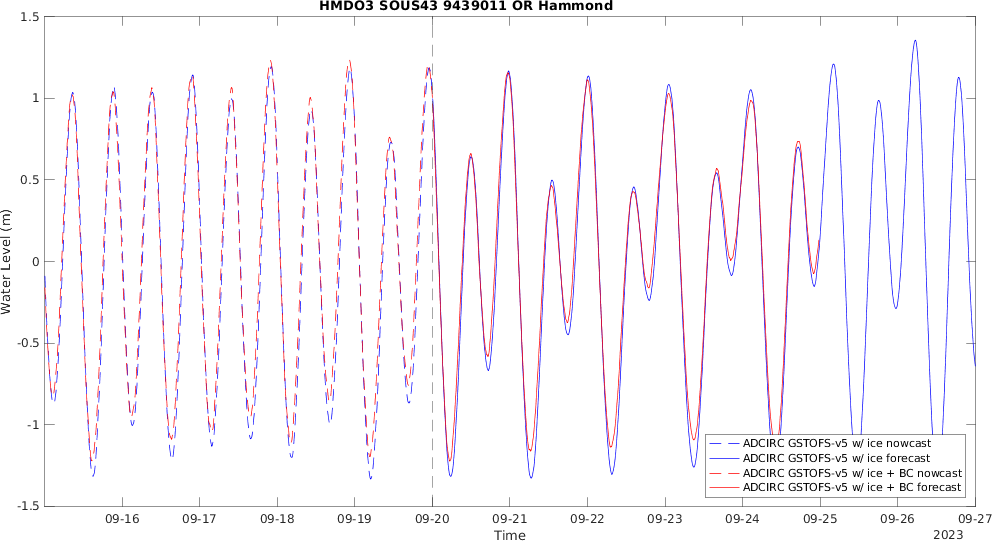 HMDO3 SOUS43 9439011 OR Hammond
1.5
1
0.5
0
-0.5
-1
-1.5
Water Level (m)
09-16 09-17 09-18 09-19 09-20 09-21 09-22 09-23 09-24 09-25 09-26 09-27
Time
2023
ADCIRC GSTOFS-v5 w/ ice nowcast
ADCIRC GSTOFS-v5 w/ ice forecast
ADCIRC GSTOFS-v5 w/ ice + BC nowcast
ADCIRC GSTOFS-v5 w/ ice + BC forecast